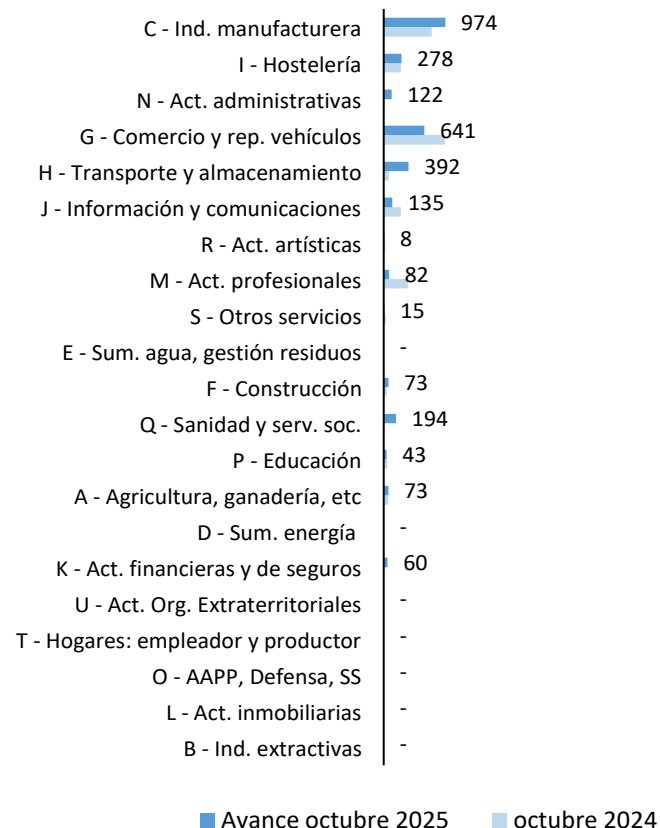 C - Ind. manufacturera 974
I - Hostelería 278
N - Act. administrativas 122
G - Comercio y rep. vehículos 641
H - Transporte y almacenamiento 392
J - Información y comunicaciones 135
R - Act. artísticas 8
M - Act. profesionales 82
S - Otros servicios 15
E - Sum. agua, gestión residuos -
F - Construcción 73
Q - Sanidad y serv. soc. 194
P - Educación 43
A - Agricultura, ganadería, etc 73
D - Sum. energía -
K - Act. financieras y de seguros 60
U - Act. Org. Extraterritoriales -
T - Hogares: empleador y productor -
O - AAPP, Defensa, SS -
L - Act. inmobiliarias -
B - Ind. extractivas -
Avance octubre 2025 octubre 2024